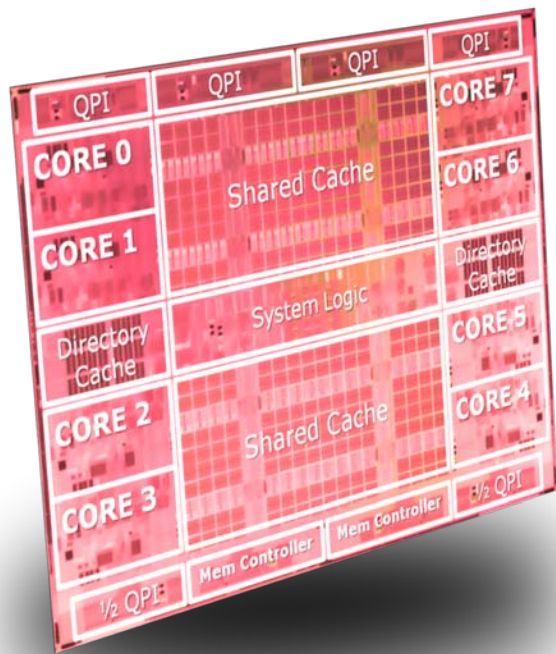 QPI
QPI
QPI
QPI
CORE 0
Shared Cache
CORE 7
CORE 6
CORE 1
System Logic
Directory
Cache
Directory
Cache
CORE 2
Shared Cache
CORE 5
CORE 4
CORE 3
½ QPI
Mem Controller
Mem Controller
½ QPI